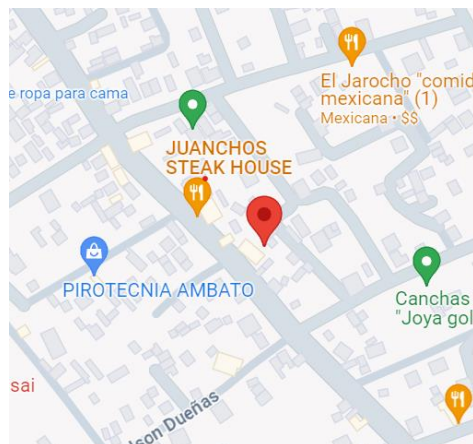 e ropa para cama
El Jarocho "comid
mexicana" (1)
Mexicana • $$
JUANCHOS
STEAK HOUSE
PIROTECNIA AMBATO
Canchas
"Joya gol
sai
lson Dueñas